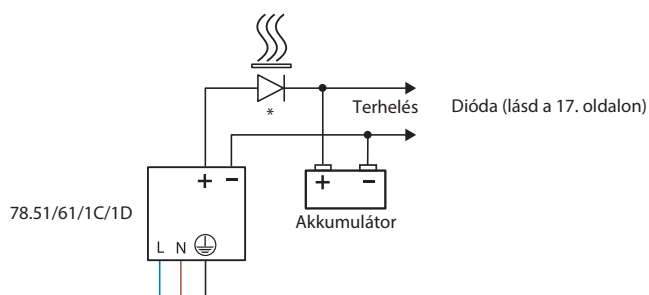 *
Terhelés
Dióda (lásd a 17. oldalon)
+ –
+ –
Akkumulátor
78.51/61/1C/1D
L N